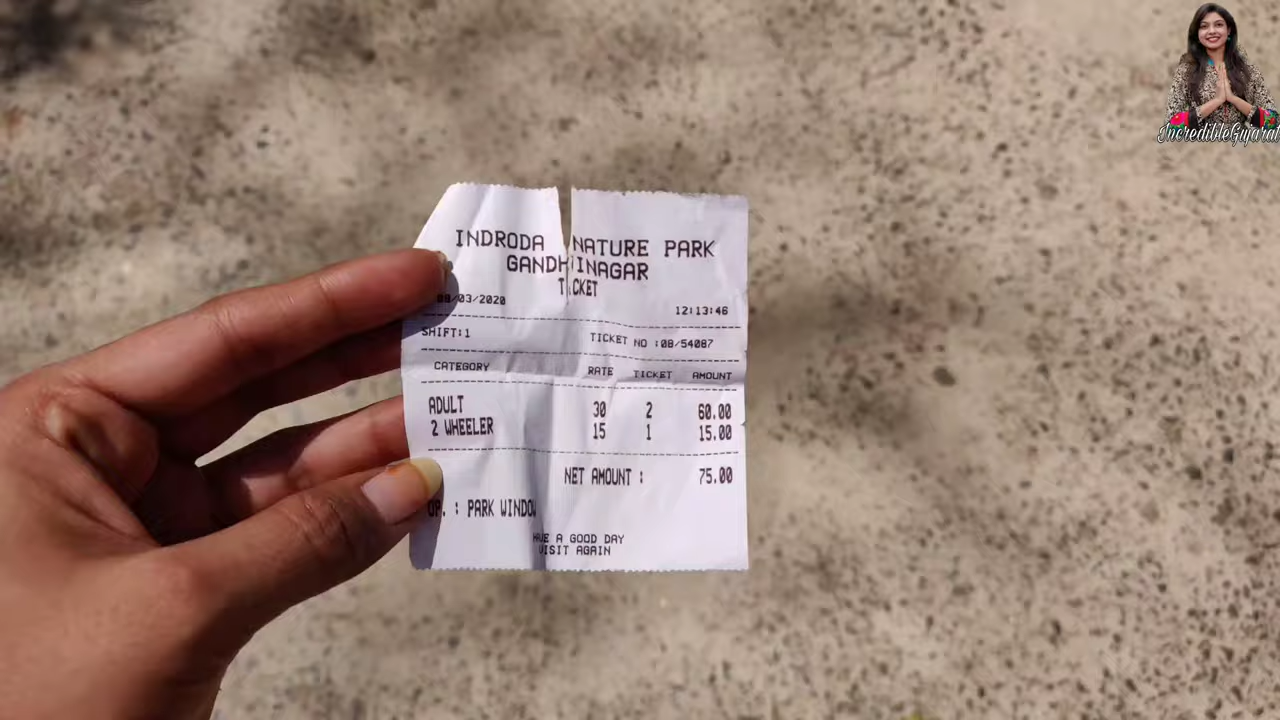 IncredibleGujarat
INDRODA NATURE PARK
GANDHINAGAR
TICKET
08/03/2020 12:13:46
SHIFT:1 TICKET NO :08/54087
CATEGORY RATE TICKET AMOUNT
ADULT 30 2 60.00
2 WHEELER 15 1 15.00
NET AMOUNT : 75.00
OP. : PARK WINDOW
HAVE A GOOD DAY
VISIT AGAIN